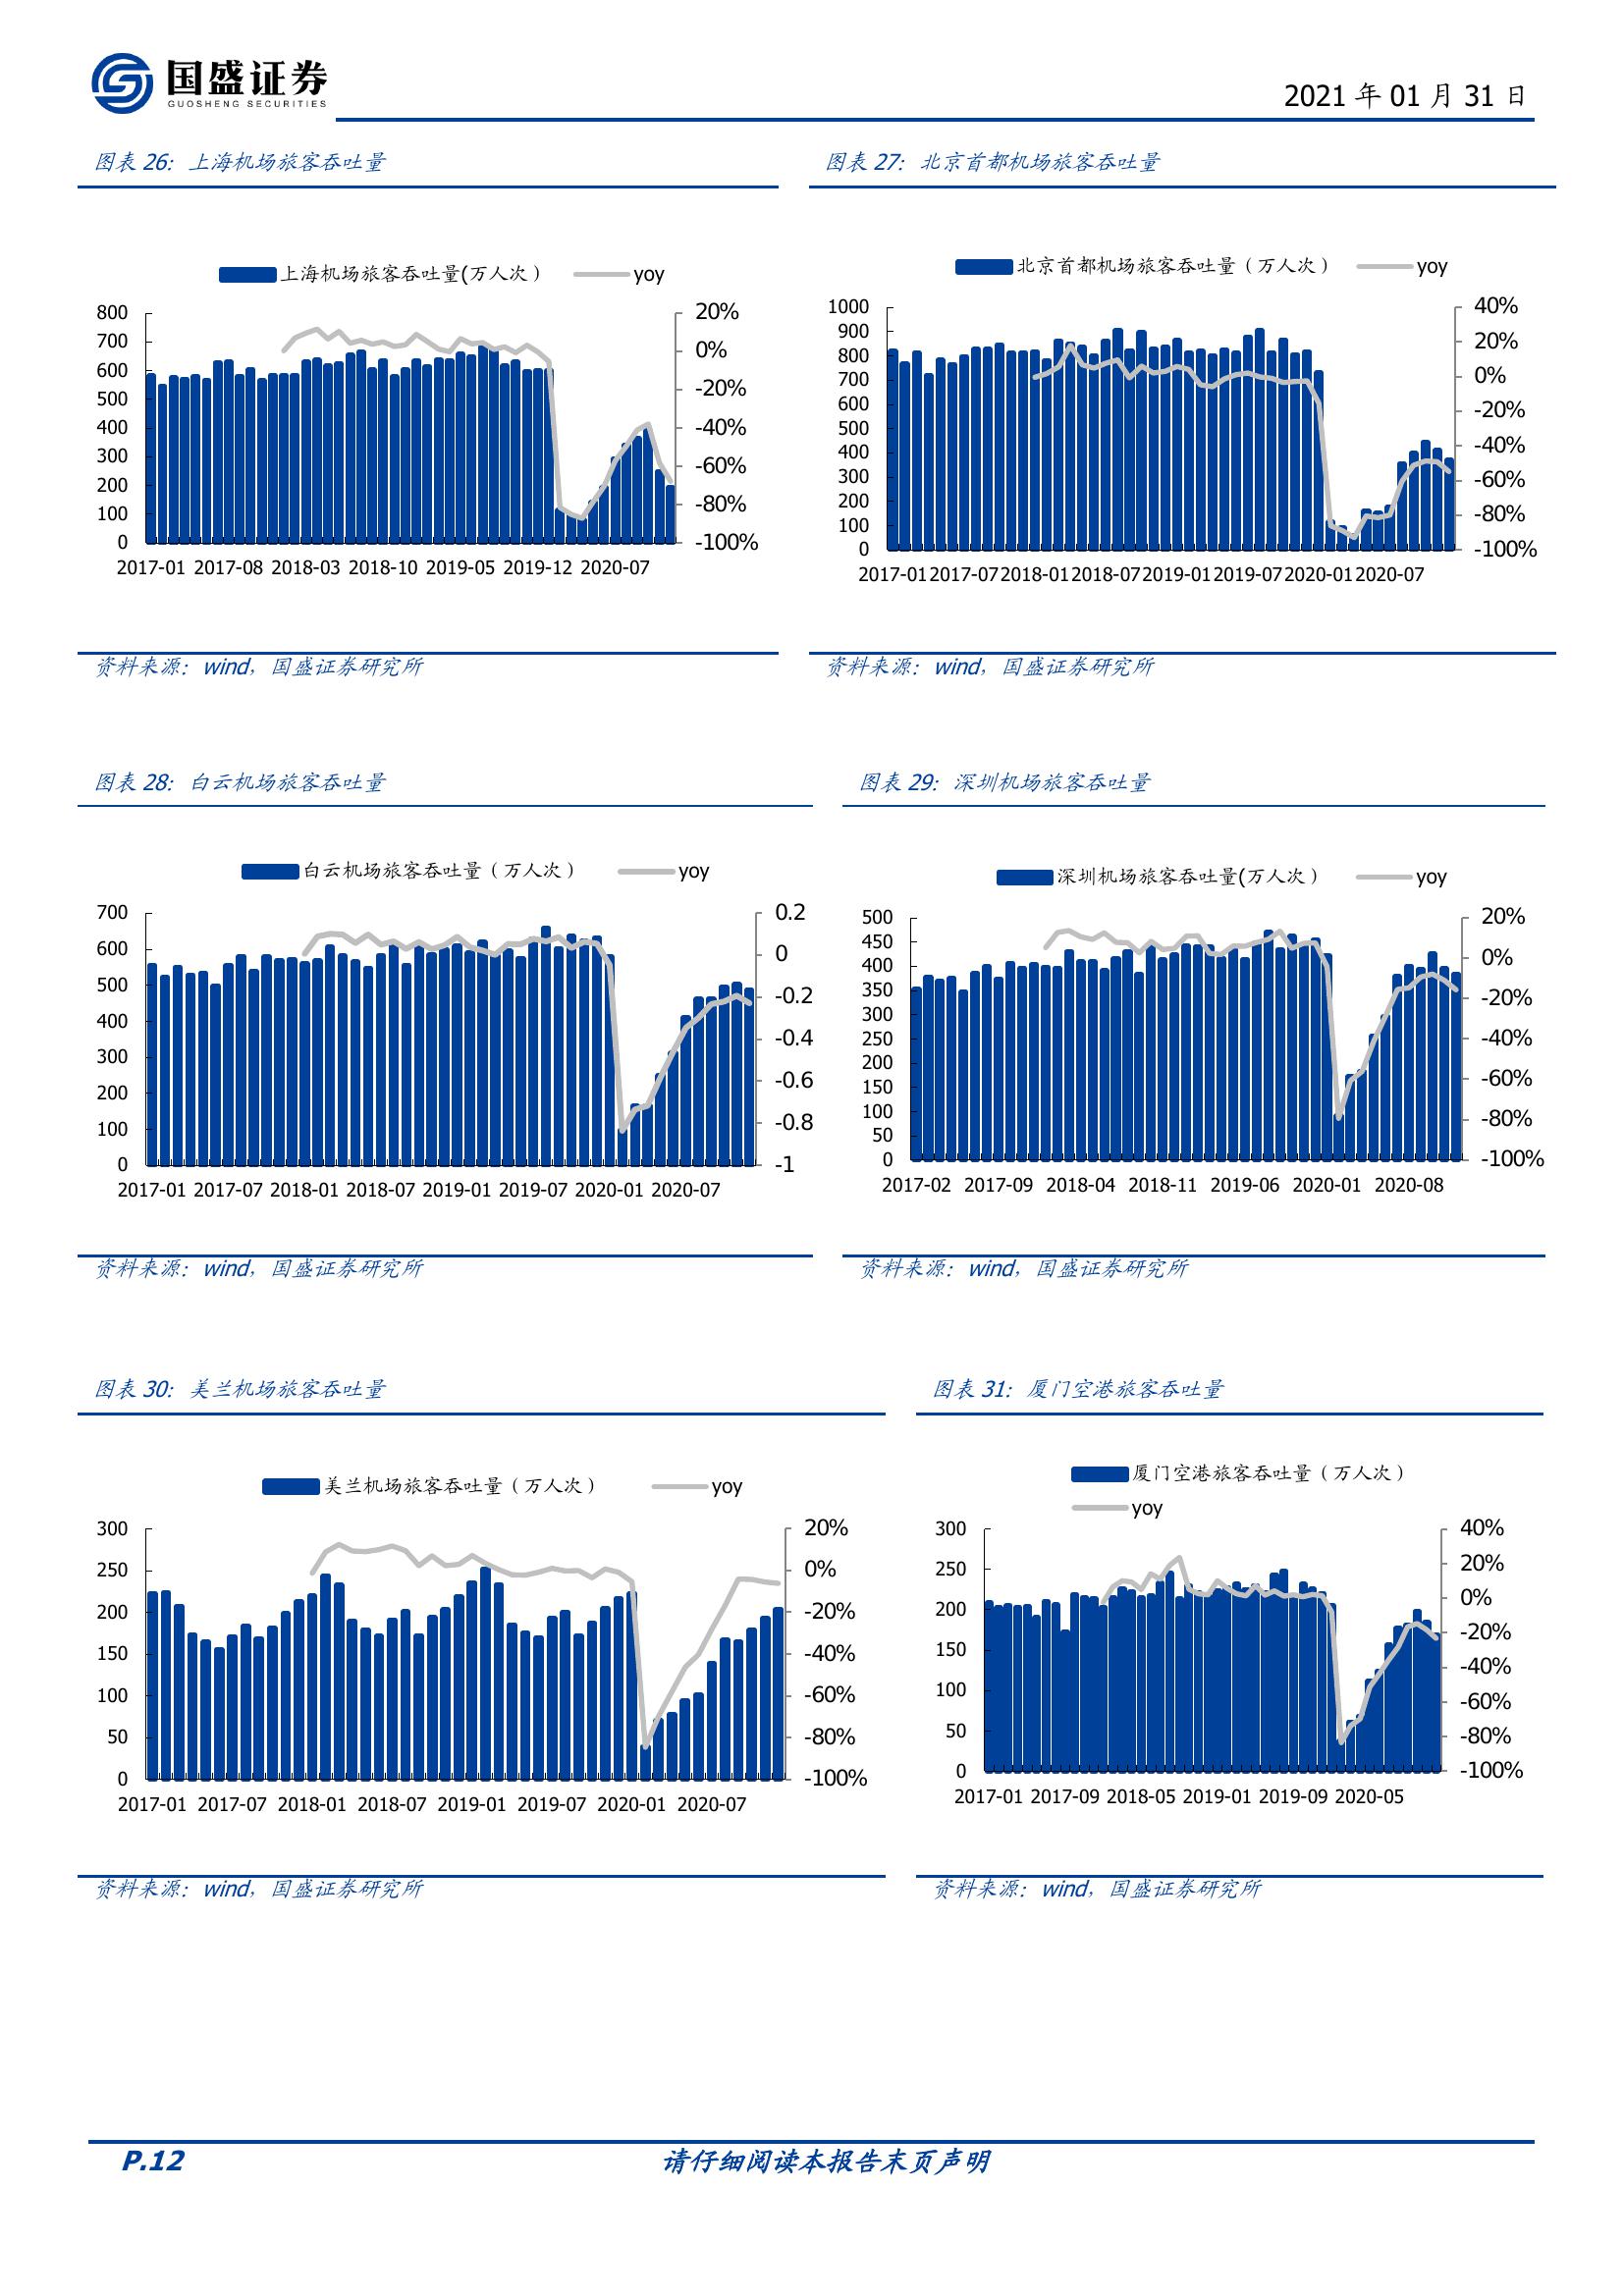 国盛证券
GUOSHENG SECURITIES
2021 年 01 月 31 日
图表 26: 上海机场旅客吞吐量
上海机场旅客吞吐量(万人次) yoy
800 20%
700 0%
600 -20%
500 -40%
400 -60%
300 -80%
200 -100%
100
0
2017-01 2017-08 2018-03 2018-10 2019-05 2019-12 2020-07
资料来源: wind, 国盛证券研究所
图表 27: 北京首都机场旅客吞吐量
北京首都机场旅客吞吐量(万人次) yoy
1000 40%
900 20%
800 0%
700 -20%
600 -40%
500 -60%
400 -80%
300 -100%
200
100
0
2017-01 2017-07 2018-01 2018-07 2019-01 2019-07 2020-01 2020-07
资料来源: wind, 国盛证券研究所
图表 28: 白云机场旅客吞吐量
白云机场旅客吞吐量(万人次) yoy
700 0.2
600 0
500 -0.2
400 -0.4
300 -0.6
200 -0.8
100 -1
0
2017-01 2017-07 2018-01 2018-07 2019-01 2019-07 2020-01 2020-07
资料来源: wind, 国盛证券研究所
图表 29: 深圳机场旅客吞吐量
深圳机场旅客吞吐量(万人次) yoy
500 20%
450 0%
400 -20%
350 -40%
300 -60%
250 -80%
200 -100%
150
100
50
0
2017-02 2017-09 2018-04 2018-11 2019-06 2020-01 2020-08
资料来源: wind, 国盛证券研究所
图表 30: 美兰机场旅客吞吐量
美兰机场旅客吞吐量(万人次) yoy
300 20%
250 0%
200 -20%
150 -40%
100 -60%
50 -80%
0 -100%
2017-01 2017-07 2018-01 2018-07 2019-01 2019-07 2020-01 2020-07
资料来源: wind, 国盛证券研究所
图表 31: 厦门空港旅客吞吐量
厦门空港旅客吞吐量(万人次)
yoy
300 40%
250 20%
200 0%
150 -20%
100 -40%
50 -60%
0 -80%
-100%
2017-01 2017-09 2018-05 2019-01 2019-09 2020-05
资料来源: wind, 国盛证券研究所
P.12 请仔细阅读本报告末页声明